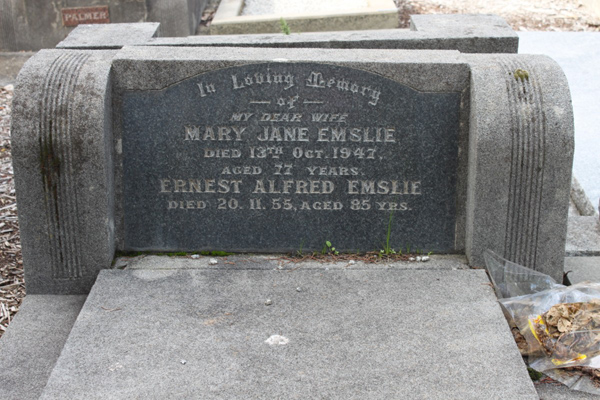 PALMER
In Loving Memory
of
MY DEAR WIFE
MARY JANE EMSLIE
DIED 13TH OCT. 1947,
AGED 77 YEARS.
ERNEST ALFRED EMSLIE
DIED 20.11.55, AGED 85 YRS.